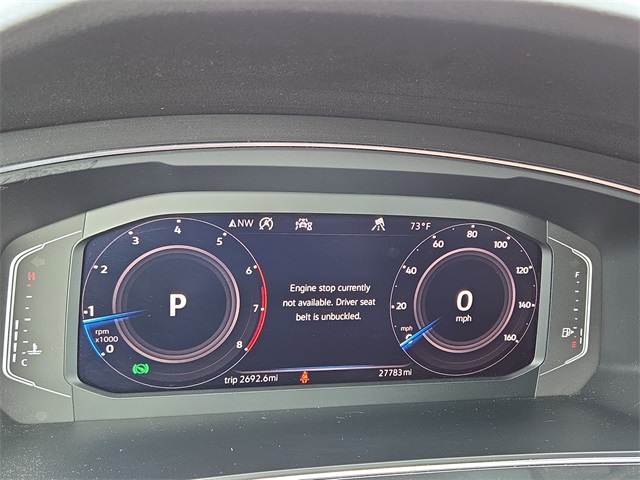 NW 73°F
3 4 5
2 6
1 7
0 8
rpm
x1000
P
Engine stop currently
not available. Driver seat
belt is unbuckled.
60 80 100
40 120
20 140
0 160
mph
0
mph
H
C
F
R
trip 2692.6mi 27783mi